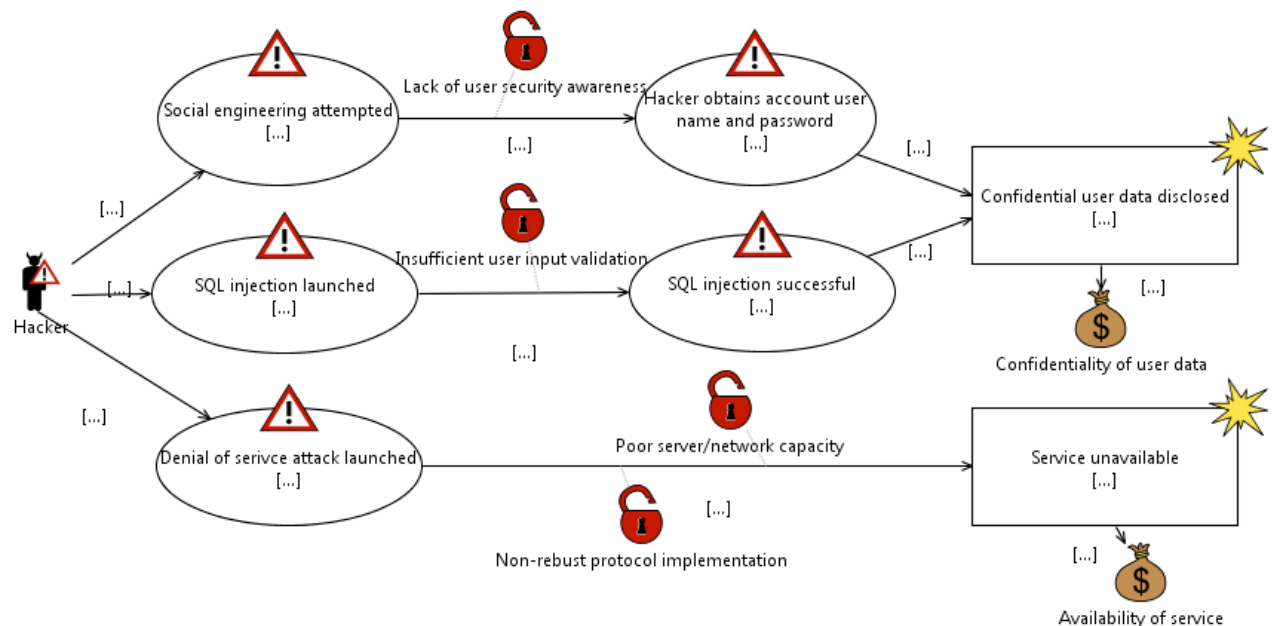 Lack of user security awareness
Social engineering attempted
[...]
Hacker obtains account user
name and password
[...]
[...]
[...]
[...]
Confidential user data disclosed
[...]
Insufficient user input validation
[...]
SQL injection launched
[...]
SQL injection successful
[...]
[...]
[...]
Hacker
[...]
Confidentiality of user data
[...]
Poor server/network capacity
Denial of serivce attack launched
[...]
Service unavailable
[...]
[...]
Non-rebust protocol implementation
[...]
Availability of service